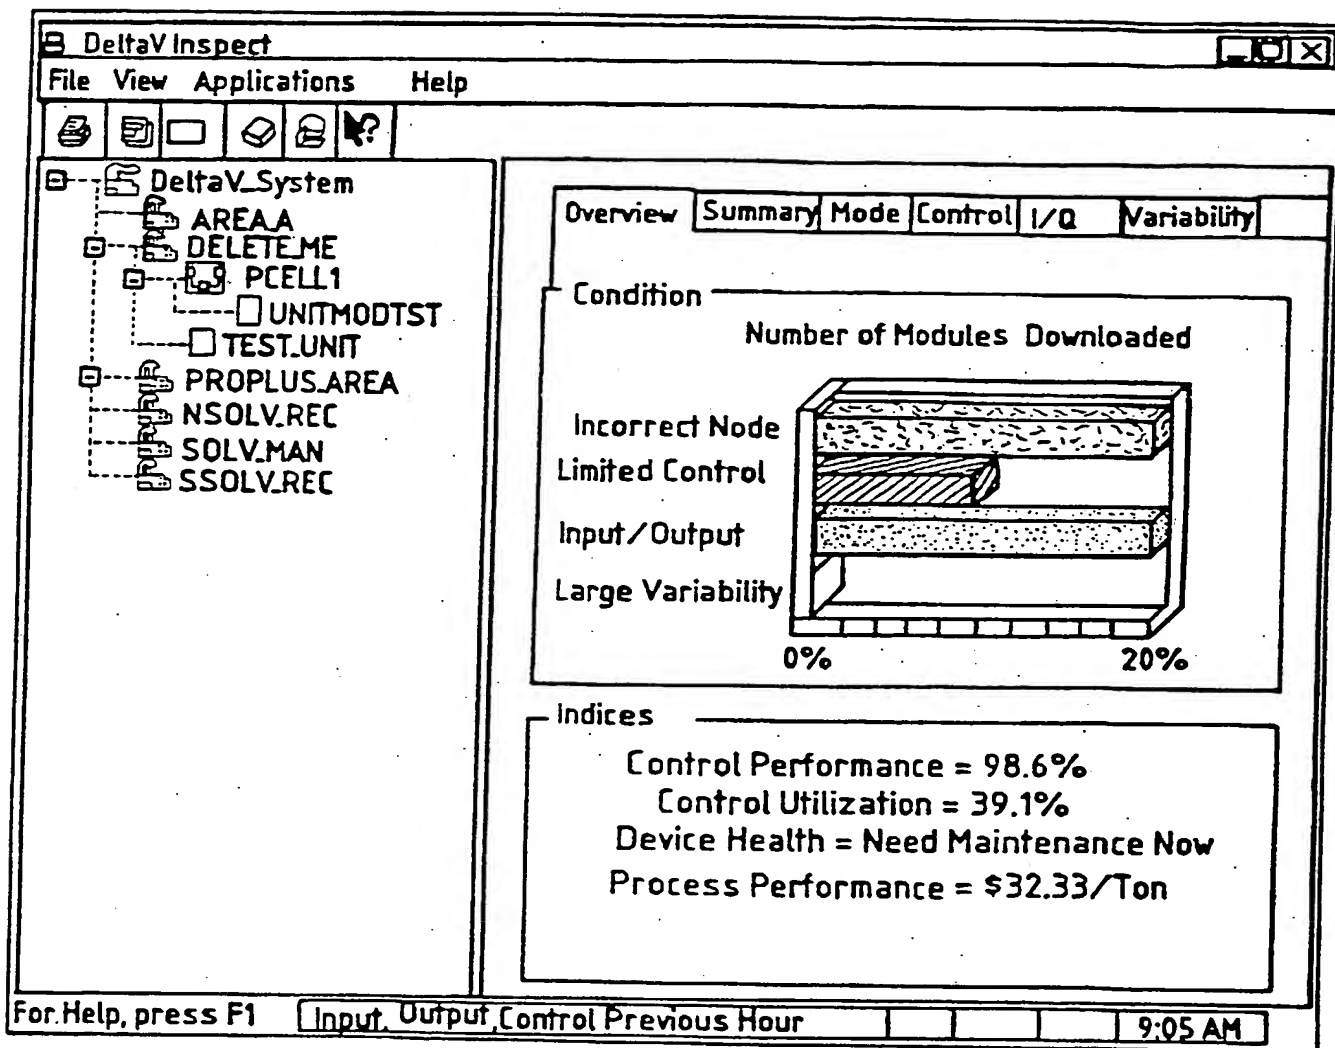 DeltaV Inspect
File View Applications Help
DeltaV_System
AREA_A
DELETE_ME
PCELL1
UNITMODTST
TEST_UNIT
PROPLUS_AREA
NSOLV_REC
SOLV_MAN
SSOLV_REC
Overview Summary Mode Control I/Q Variability
Condition
Number of Modules Downloaded
Incorrect Node
Limited Control
Input/Output
Large Variability
0% 20%
Indices
Control Performance = 98.6%
Control Utilization = 39.1%
Device Health = Need Maintenance Now
Process Performance = $32.33/Ton
For Help, press F1 Input, Output, Control Previous Hour 9:05 AM